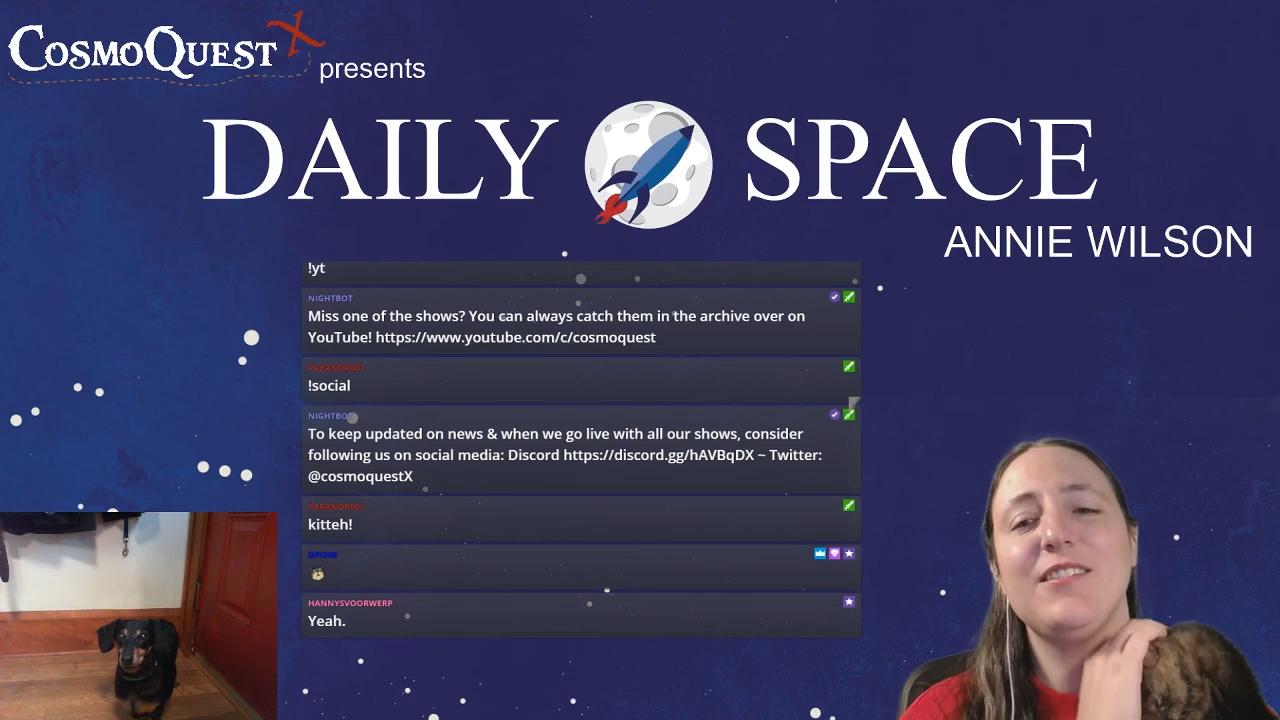 COSMOQUEST X presents
DAILY SPACE
ANNIE WILSON
!yt
NIGHTBOT
Miss one of the shows? You can always catch them in the archive over on
YouTube! https://www.youtube.com/c/cosmoquest
PARANOR001
!social
NIGHTBOT
To keep updated on news & when we go live with all our shows, consider
following us on social media: Discord https://discord.gg/hAVBqDX ~ Twitter:
@cosmoquestX
PARANOR001
kitteh!
HANNYSVOORWERP
Yeah.